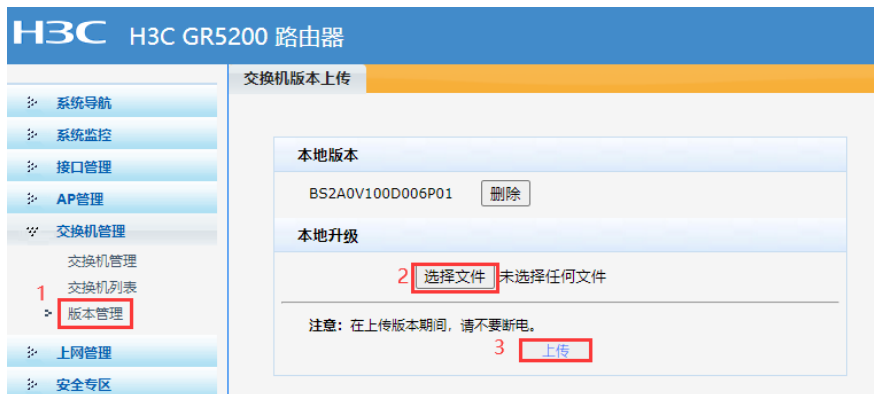 H3C H3C GR5200 路由器
交换机版本上传
系统导航
系统监控
接口管理
AP管理
交换机管理
交换机管理
交换机列表
1 版本管理
上网管理
安全专区
本地版本
BS2A0V100D006P01 删除
本地升级
2 选择文件 未选择任何文件
注意：在上传版本期间，请不要断电。
3 上传